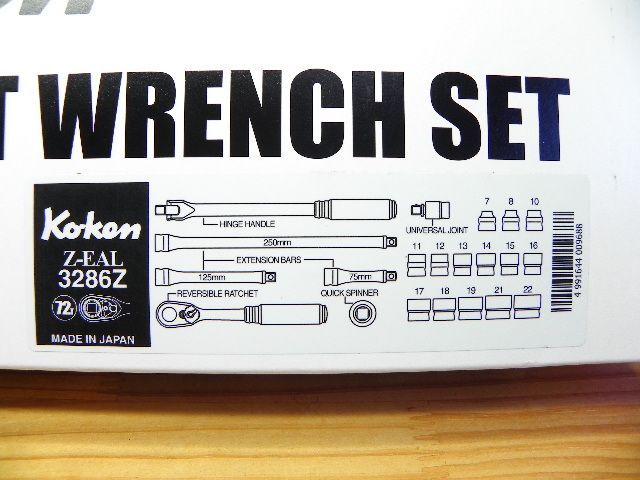 T WRENCH SET
Koken
Z-EAL
3286Z
72
MADE IN JAPAN
HINGE HANDLE
UNIVERSAL JOINT
250mm
EXTENSION BARS
125mm
75mm
REVERSIBLE RATCHET
QUICK SPINNER
7 8 10
11 12 13 14 15 16
17 18 19 21 22
4 991644 009688